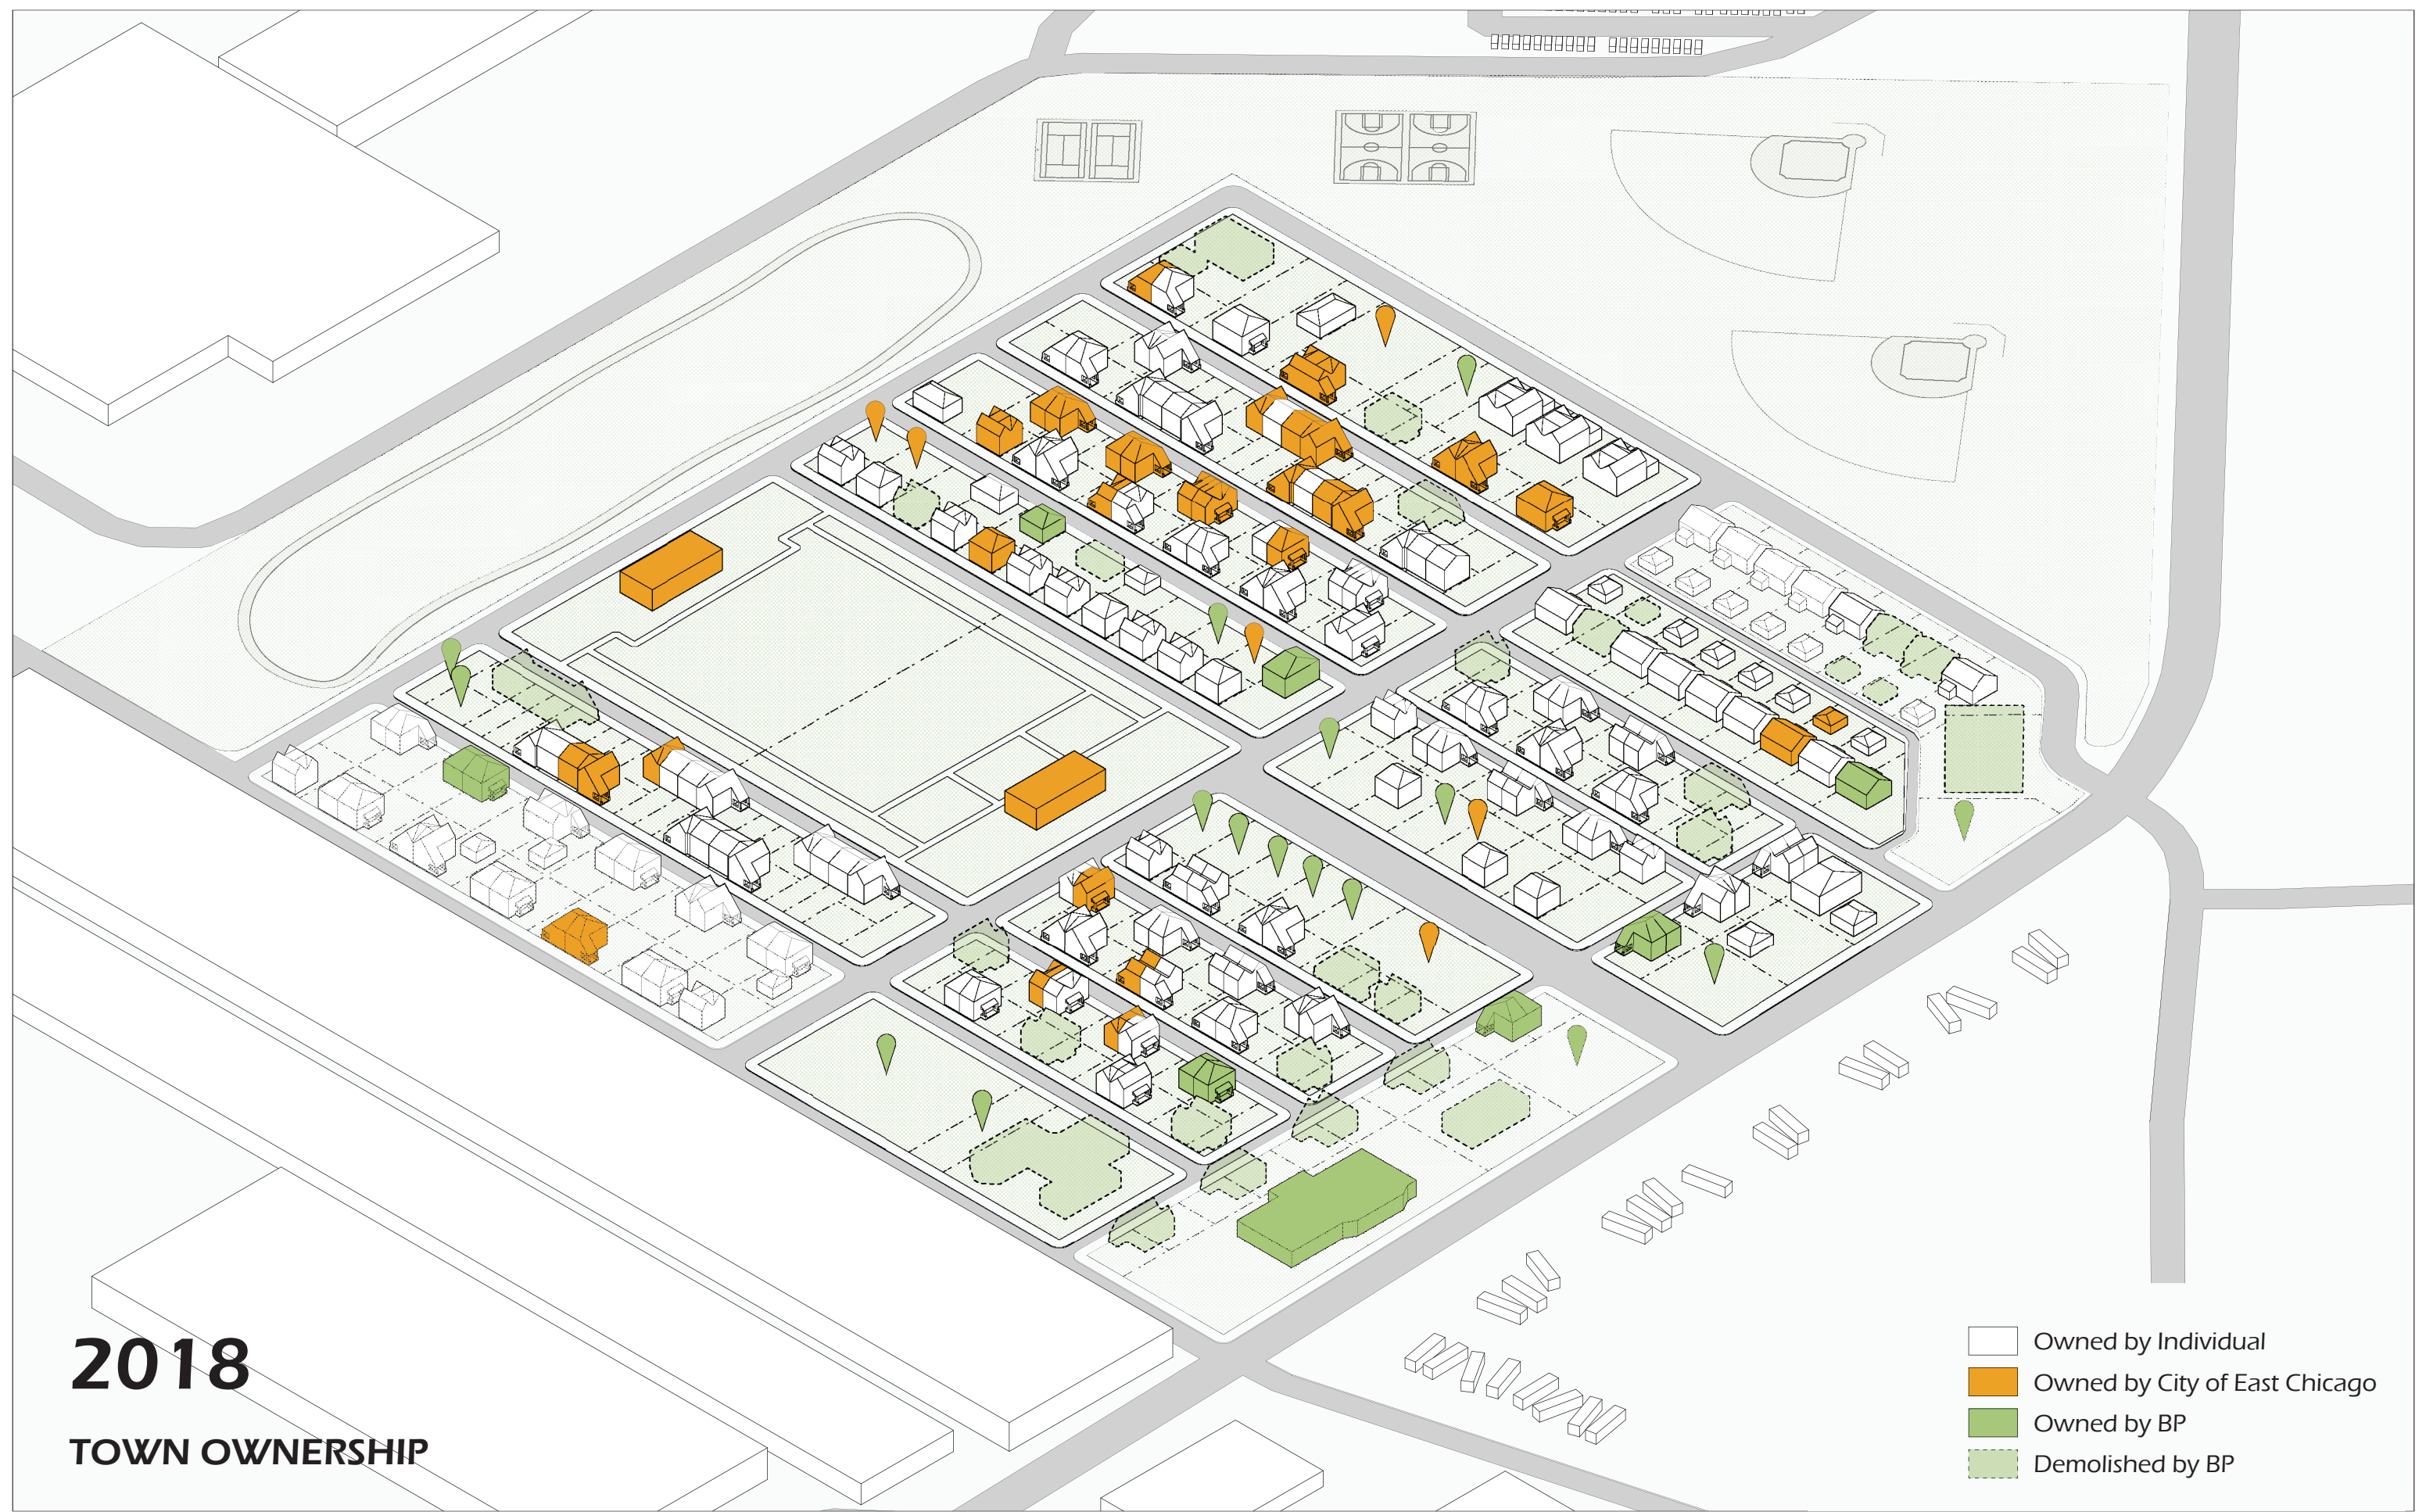 2018
TOWN OWNERSHIP
Owned by Individual
Owned by City of East Chicago
Owned by BP
Demolished by BP